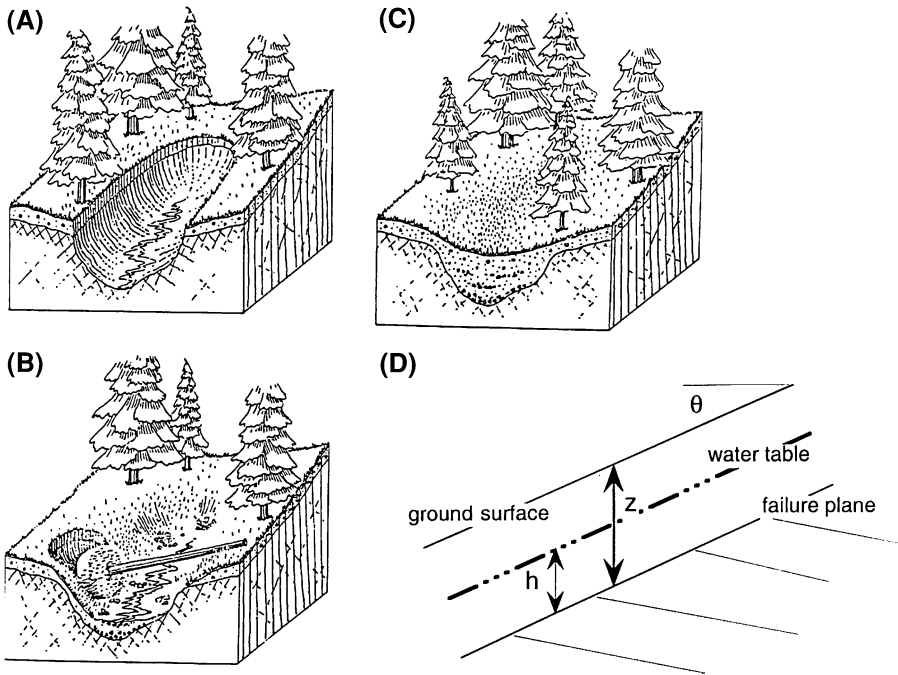 (A)
(C)
(B)
(D)
θ
water table
z
failure plane
ground surface
h